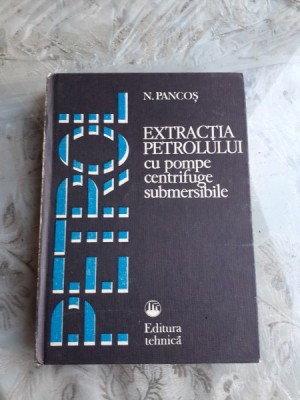 PETROL
N. PANCOȘ
EXTRACȚIA
PETROLULUI
cu pompe
centrifuge
submersibile
Editura
tehnică